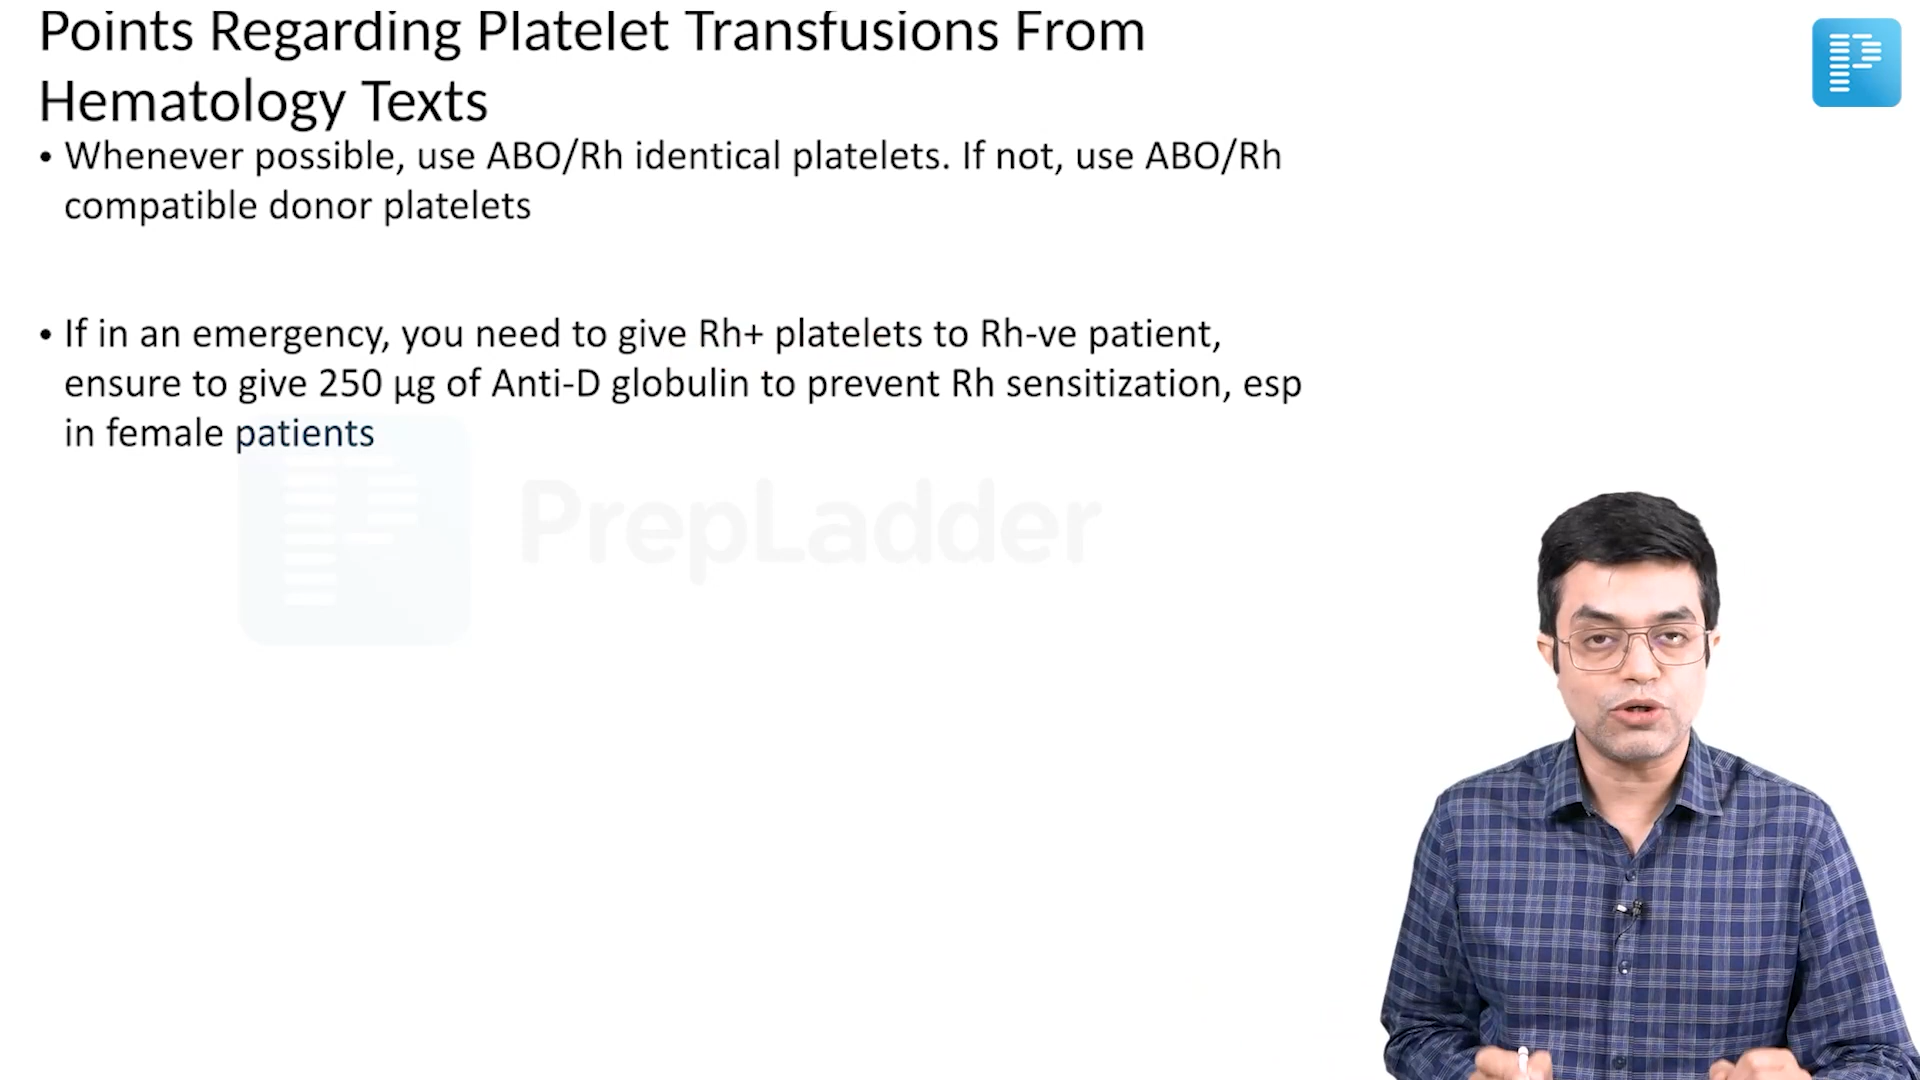 Points Regarding Platelet Transfusions From
Hematology Texts
• Whenever possible, use ABO/Rh identical platelets. If not, use ABO/Rh
compatible donor platelets
• If in an emergency, you need to give Rh+ platelets to Rh-ve patient,
ensure to give 250 µg of Anti-D globulin to prevent Rh sensitization, esp
in female patients
PrepLadder